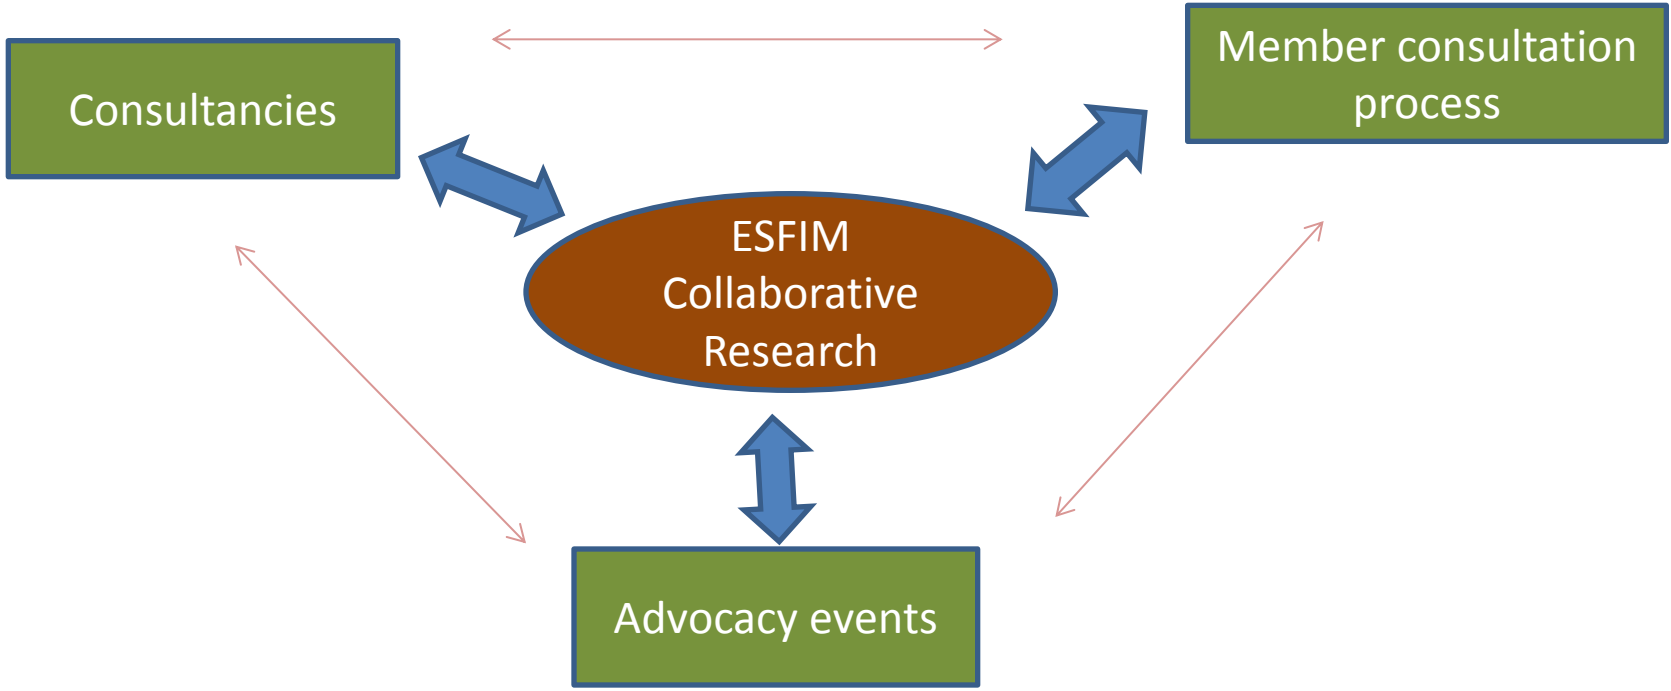 Consultancies
Member consultation
process
ESFIM
Collaborative
Research
Advocacy events